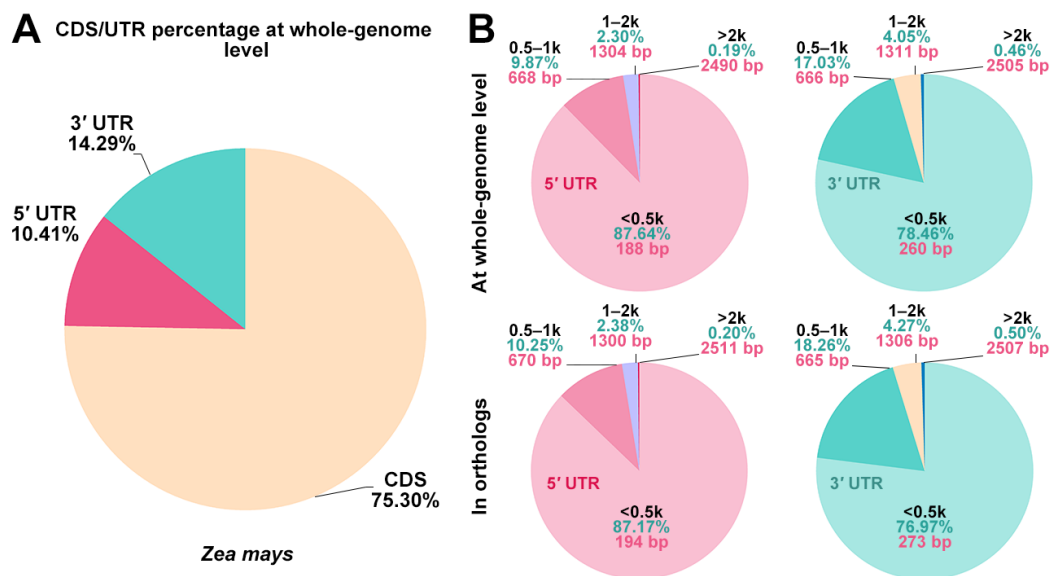 A
CDS/UTR percentage at whole-genome
level
3′ UTR
14.29%
5′ UTR
10.41%
CDS
75.30%
Zea mays
B
At whole-genome level
0.5–1k
9.87%
668 bp
1–2k
2.30%
1304 bp
>2k
0.19%
2490 bp
5′ UTR
<0.5k
87.64%
188 bp
0.5–1k
17.03%
666 bp
1–2k
4.05%
1311 bp
>2k
0.46%
2505 bp
3′ UTR
<0.5k
78.46%
260 bp
In orthologs
0.5–1k
10.25%
670 bp
1–2k
2.38%
1300 bp
>2k
0.20%
2511 bp
5′ UTR
<0.5k
87.17%
194 bp
0.5–1k
18.26%
665 bp
1–2k
4.27%
1306 bp
>2k
0.50%
2507 bp
3′ UTR
<0.5k
76.97%
273 bp